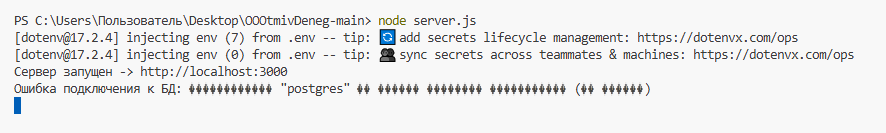 PS C:\Users\Пользователь\Desktop\OOOtmivDeneg-main> node server.js
[dotenv@17.2.4] injecting env (7) from .env -- tip: 🔄 add secrets lifecycle management: https://dotenvx.com/ops
[dotenv@17.2.4] injecting env (0) from .env -- tip: 👥 sync secrets across teammates & machines: https://dotenvx.com/ops
Сервер запущен -> http://localhost:3000
Ошибка подключения к БД: ������������ "postgres" �� ������ �������� ����������� (�� ������)